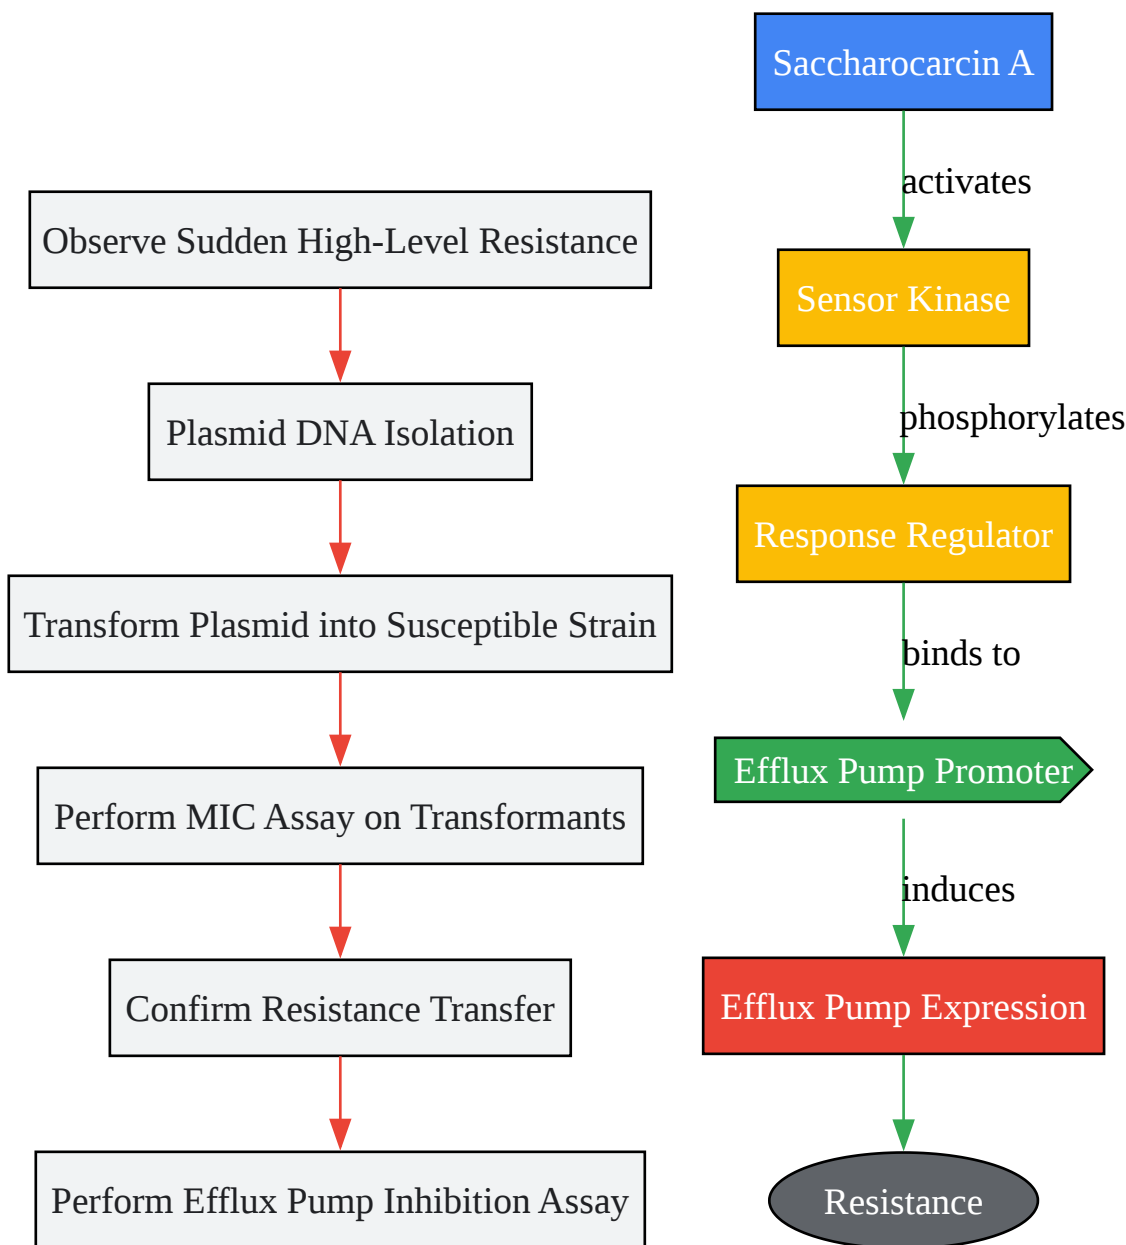 Observe Sudden High-Level Resistance
Plasmid DNA Isolation
Transform Plasmid into Susceptible Strain
Perform MIC Assay on Transformants
Confirm Resistance Transfer
Perform Efflux Pump Inhibition Assay
Saccharocarcin A
activates
Sensor Kinase
phosphorylates
Response Regulator
binds to
Efflux Pump Promoter
induces
Efflux Pump Expression
Resistance